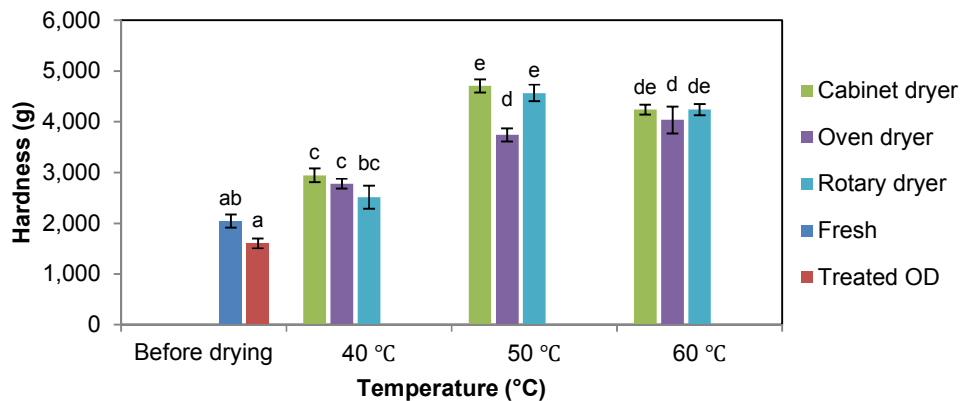 6,000
5,000
4,000
3,000
2,000
1,000
0
Hardness (g)
ab
a
c
c
bc
e
d
e
de
d
de
Before drying
40 °C
50 °C
60 °C
Temperature (°C)
Cabinet dryer
Oven dryer
Rotary dryer
Fresh
Treated OD